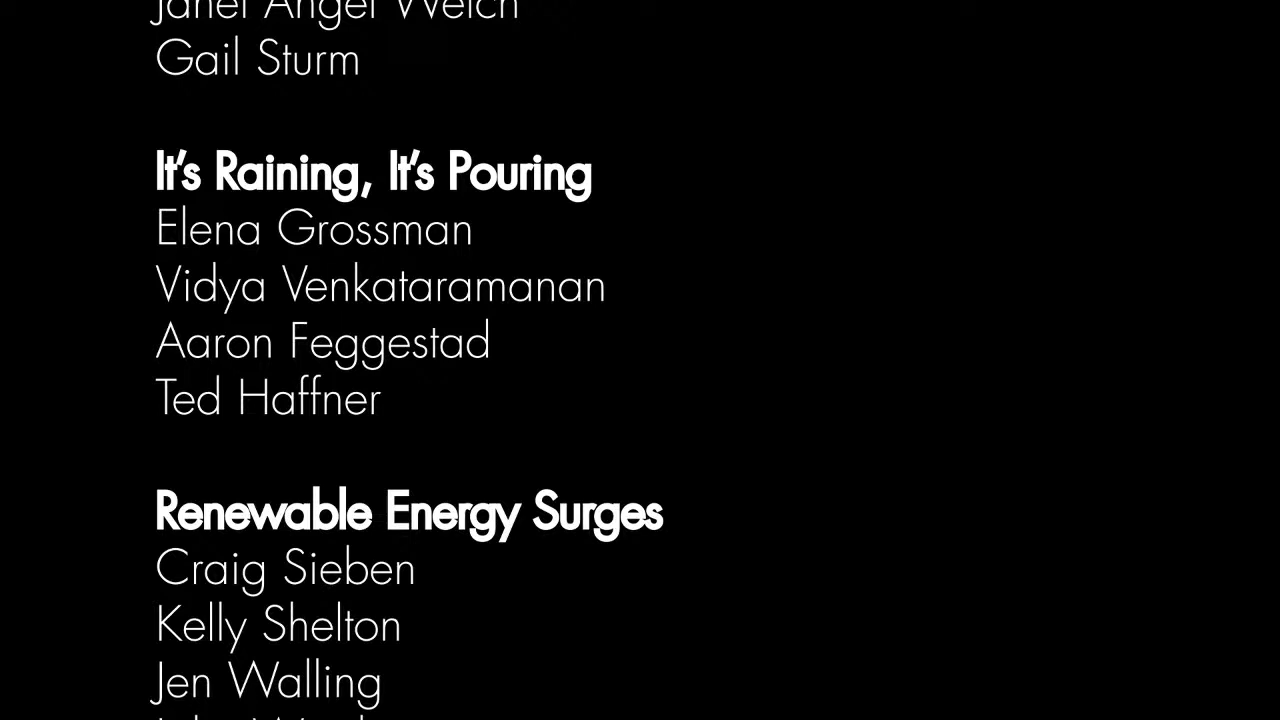 Janet Angel Welch
Gail Sturm
It's Raining, It's Pouring
Elena Grossman
Vidya Venkataramanan
Aaron Feggestad
Ted Haffner
Renewable Energy Surges
Craig Sieben
Kelly Shelton
Jen Walling